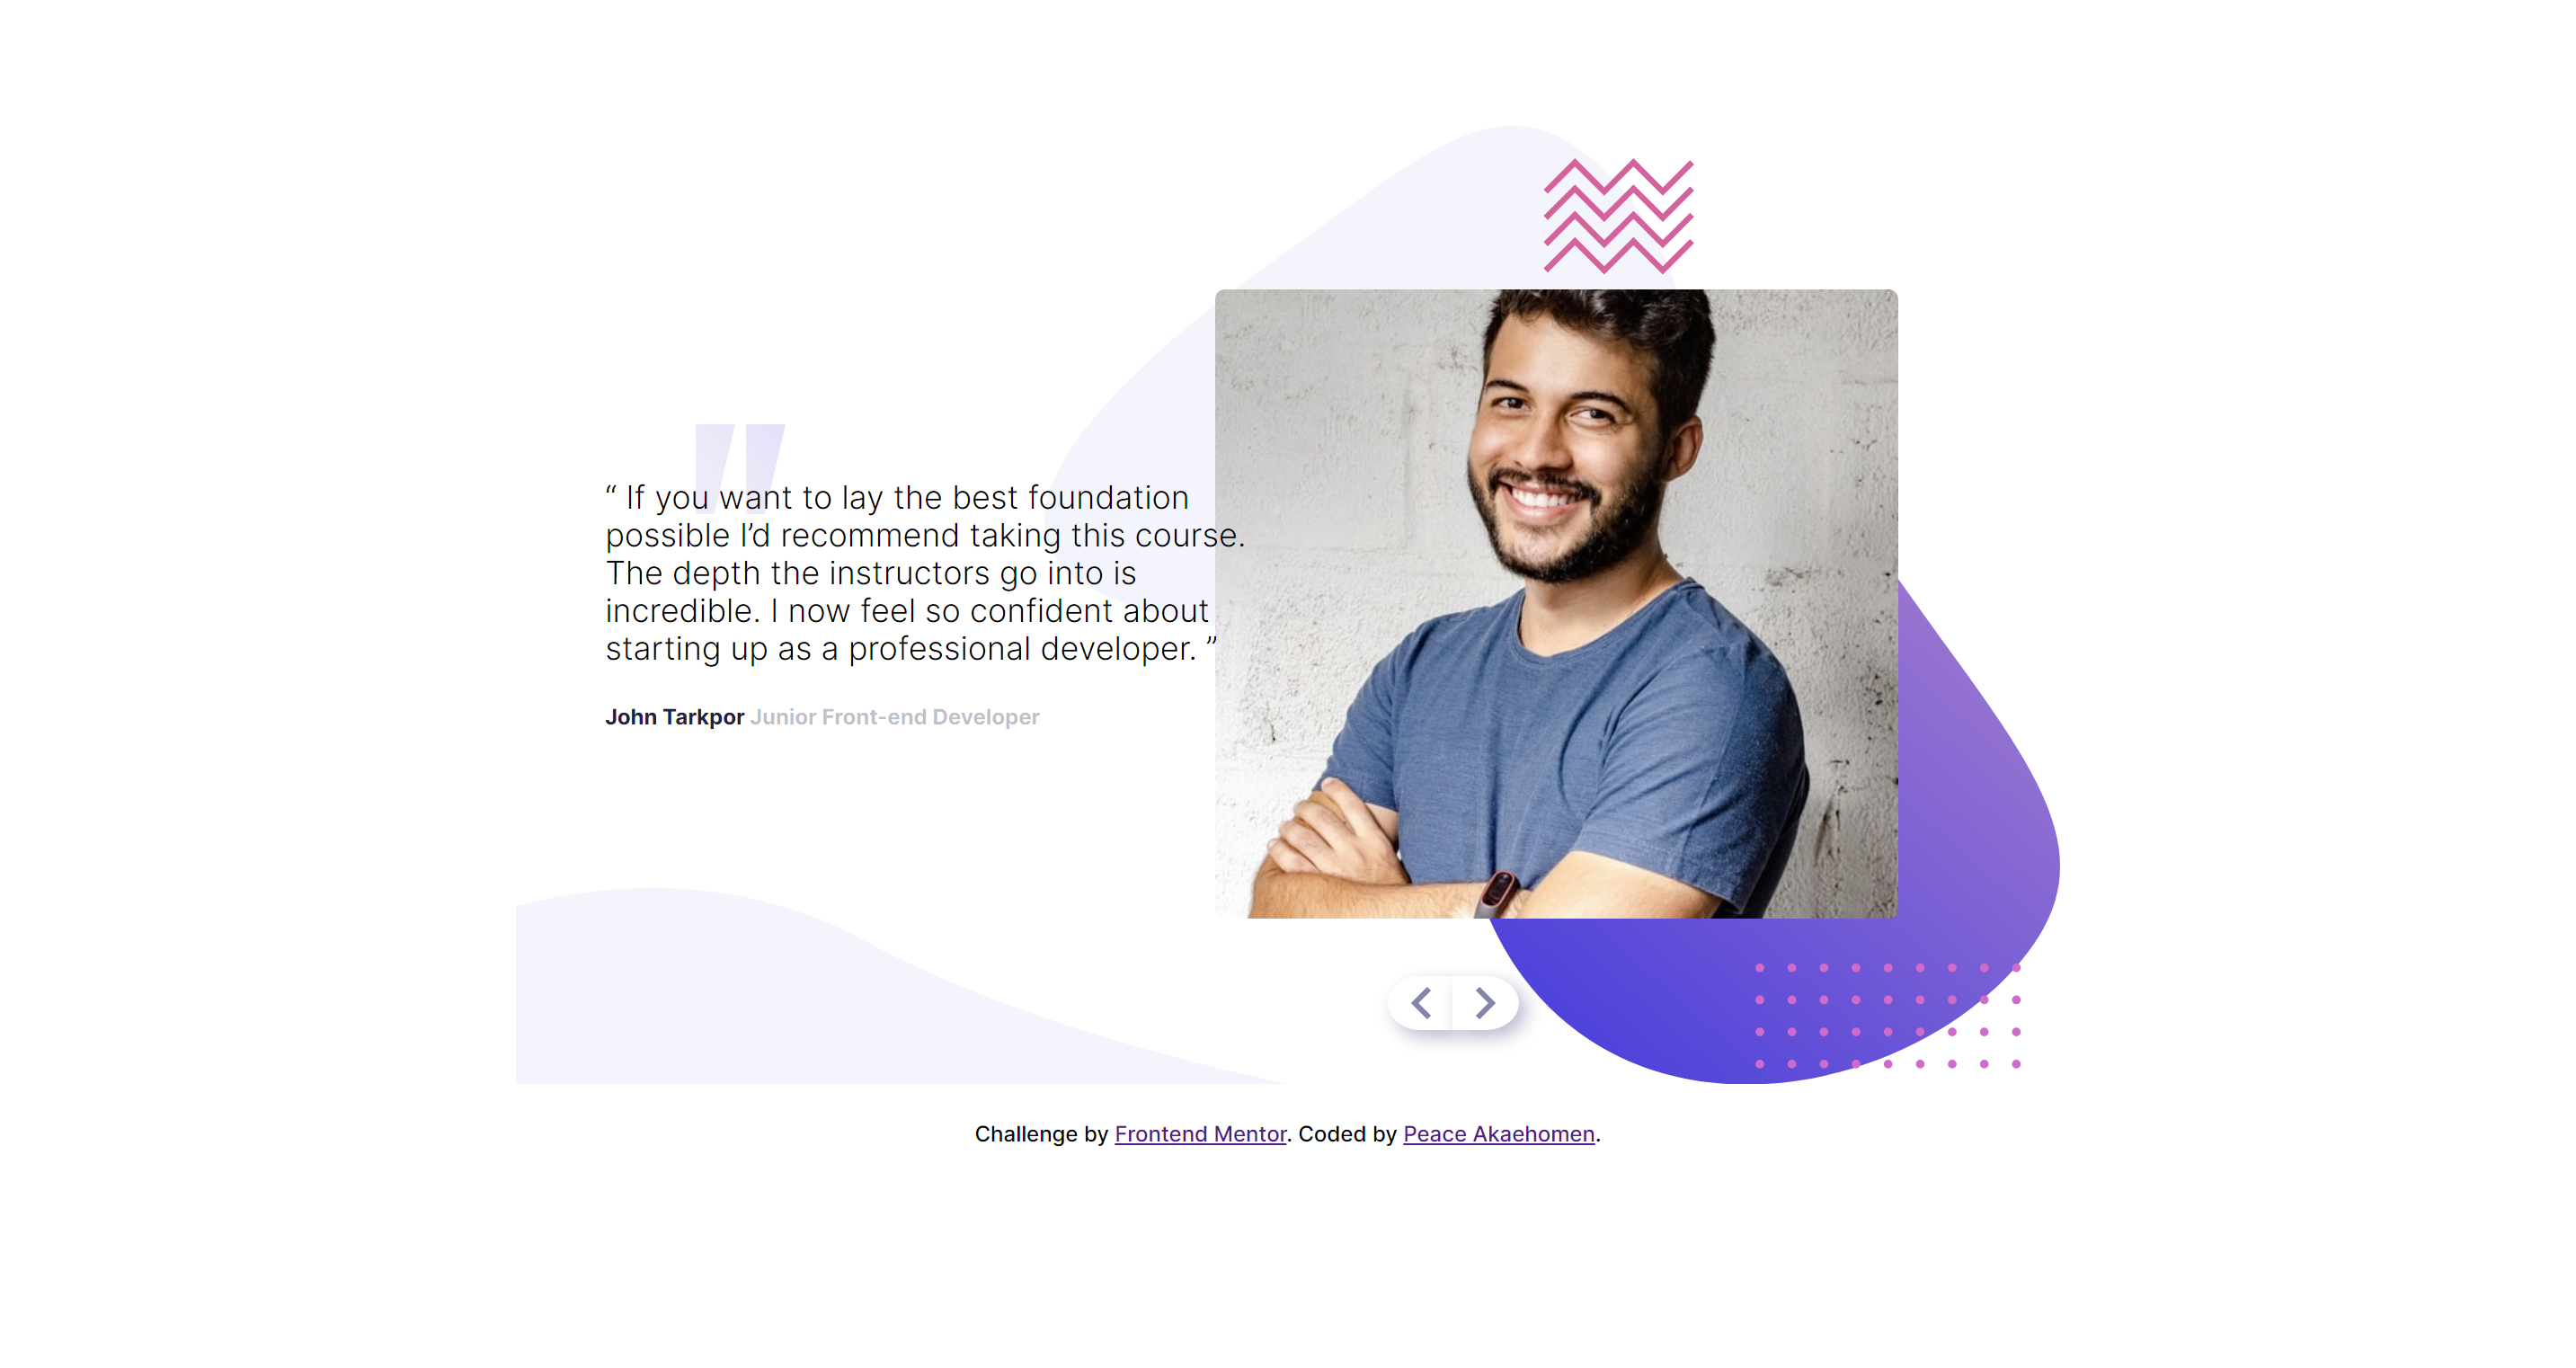 “ If you want to lay the best foundation
possible I’d recommend taking this course.
The depth the instructors go into is
incredible. I now feel so confident about
starting up as a professional developer. ”
John Tarkpor Junior Front-end Developer
Challenge by Frontend Mentor. Coded by Peace Akaehomen.